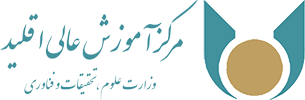 مرکز آموزش عالی اقلید
وزارت علوم، تحقیقات و فناوری